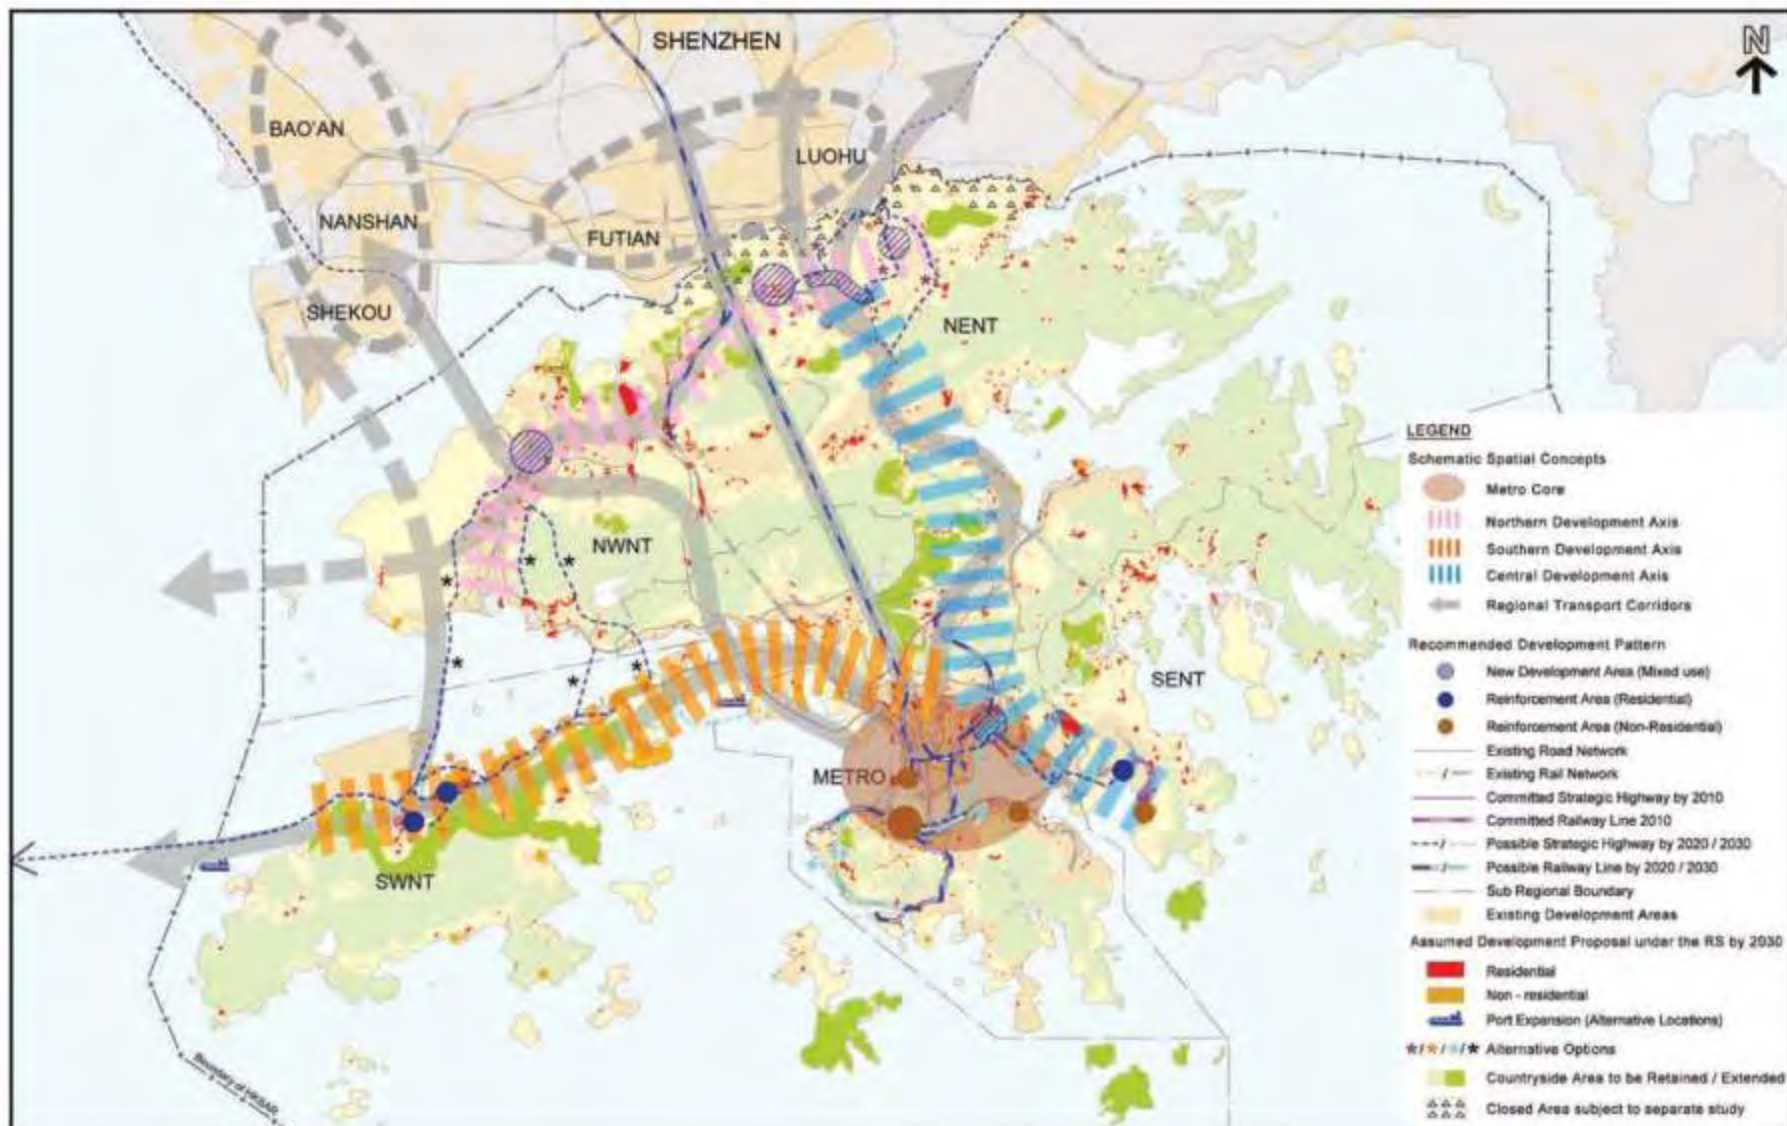 N
SHENZHEN
BAO'AN
LUOHU
NANSHAN
FUTIAN
SHEKOU
NENT
NWNT
SENT
METRO
SWNT
Boundary of HKSAR
LEGEND
Schematic Spatial Concepts
Metro Core
Northern Development Axis
Southern Development Axis
Central Development Axis
Regional Transport Corridors
Recommended Development Pattern
New Development Area (Mixed use)
Reinforcement Area (Residential)
Reinforcement Area (Non-Residential)
Existing Road Network
Existing Rail Network
Committed Strategic Highway by 2010
Committed Railway Line 2010
Possible Strategic Highway by 2020 / 2030
Possible Railway Line by 2020 / 2030
Sub Regional Boundary
Existing Development Areas
Assumed Development Proposal under the RS by 2030
Residential
Non - residential
Port Expansion (Alternative Locations)
*/*/*/* Alternative Options
Countryside Area to be Retained / Extended
Closed Area subject to separate study